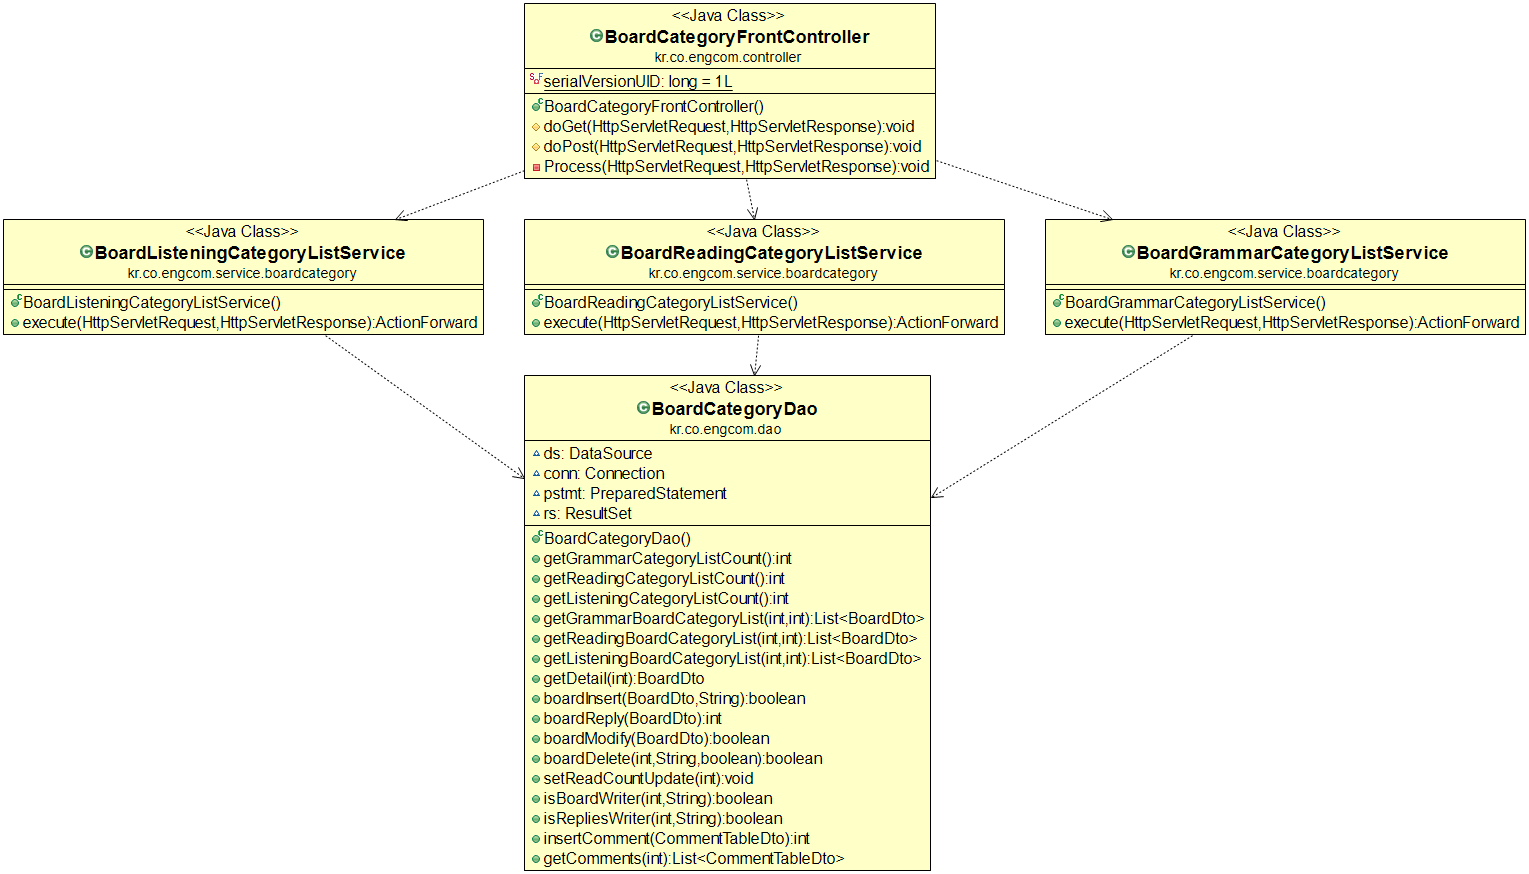 <<Java Class>>
BoardCategoryFrontController
kr.co.engcom.controller
serialVersionUID: long = 1L
BoardCategoryFrontController()
doGet(HttpServletRequest,HttpServletResponse):void
doPost(HttpServletRequest,HttpServletResponse):void
Process(HttpServletRequest,HttpServletResponse):void
<<Java Class>>
BoardListeningCategoryListService
kr.co.engcom.service.boardcategory
BoardListeningCategoryListService()
execute(HttpServletRequest,HttpServletResponse):ActionForward
<<Java Class>>
BoardReadingCategoryListService
kr.co.engcom.service.boardcategory
BoardReadingCategoryListService()
execute(HttpServletRequest,HttpServletResponse):ActionForward
<<Java Class>>
BoardGrammarCategoryListService
kr.co.engcom.service.boardcategory
BoardGrammarCategoryListService()
execute(HttpServletRequest,HttpServletResponse):ActionForward
<<Java Class>>
BoardCategoryDao
kr.co.engcom.dao
ds: DataSource
conn: Connection
pstmt: PreparedStatement
rs: ResultSet
BoardCategoryDao()
getGrammarCategoryListCount():int
getReadingCategoryListCount():int
getListeningCategoryListCount():int
getGrammarBoardCategoryList(int,int):List<BoardDto>
getReadingBoardCategoryList(int,int):List<BoardDto>
getListeningBoardCategoryList(int,int):List<BoardDto>
getDetail(int):BoardDto
boardInsert(BoardDto,String):boolean
boardReply(BoardDto):int
boardModify(BoardDto):boolean
boardDelete(int,String,boolean):boolean
setReadCountUpdate(int):void
isBoardWriter(int,String):boolean
isRepliesWriter(int,String):boolean
insertComment(CommentTableDto):int
getComments(int):List<CommentTableDto>